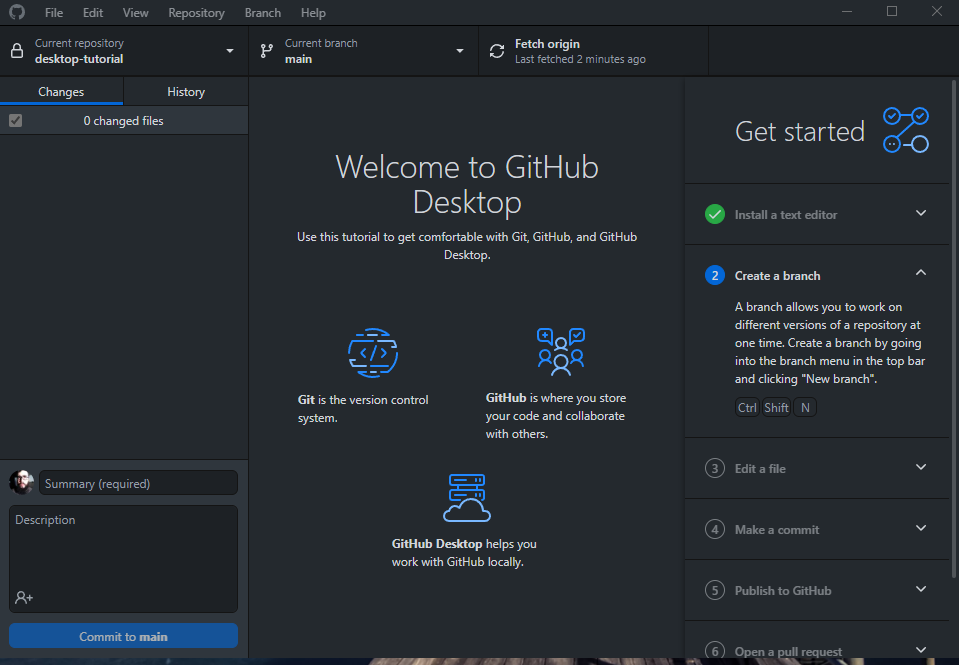 File Edit View Repository Branch Help
Current repository
desktop-tutorial
Current branch
main
Fetch origin
Last fetched 2 minutes ago
Changes History
0 changed files
Summary (required)
Description
Commit to main
Welcome to GitHub
Desktop
Use this tutorial to get comfortable with Git, GitHub, and GitHub
Desktop.
Git is the version control
system.
GitHub is where you store
your code and collaborate
with others.
GitHub Desktop helps you
work with GitHub locally.
Get started
Install a text editor
2 Create a branch
A branch allows you to work on
different versions of a repository at
one time. Create a branch by going
into the branch menu in the top bar
and clicking "New branch".
Ctrl Shift N
3 Edit a file
4 Make a commit
5 Publish to GitHub
6 Open a pull request